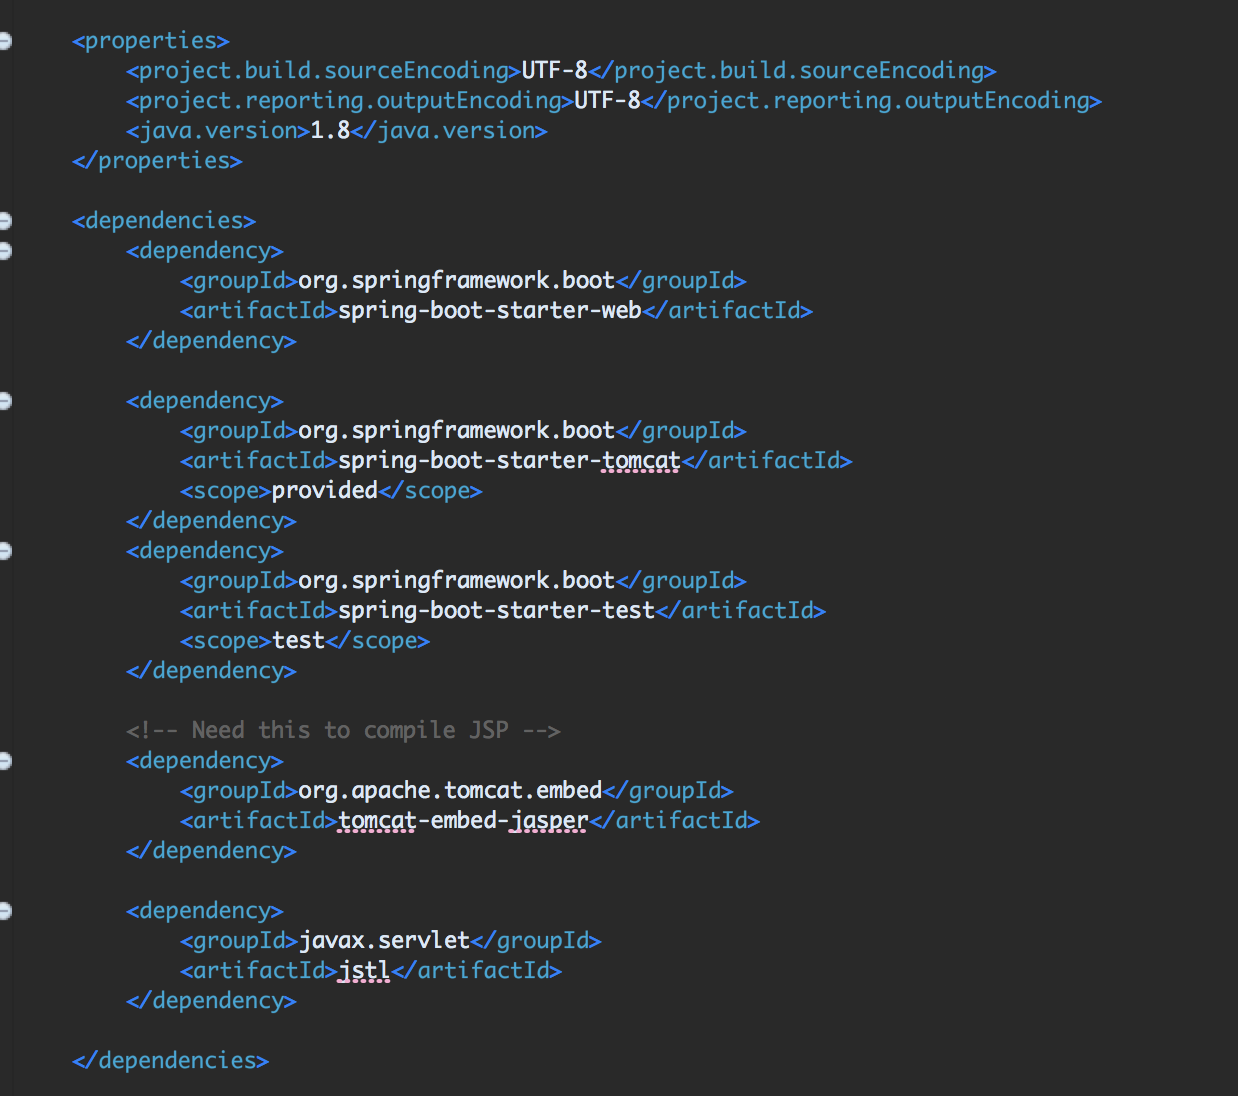 <properties>
<project.build.sourceEncoding>UTF-8</project.build.sourceEncoding>
<project.reporting.outputEncoding>UTF-8</project.reporting.outputEncoding>
<java.version>1.8</java.version>
</properties>
<dependencies>
<dependency>
<groupId>org.springframework.boot</groupId>
<artifactId>spring-boot-starter-web</artifactId>
</dependency>
<dependency>
<groupId>org.springframework.boot</groupId>
<artifactId>spring-boot-starter-tomcat</artifactId>
<scope>provided</scope>
</dependency>
<dependency>
<groupId>org.springframework.boot</groupId>
<artifactId>spring-boot-starter-test</artifactId>
<scope>test</scope>
</dependency>
<!-- Need this to compile JSP -->
<dependency>
<groupId>org.apache.tomcat.embed</groupId>
<artifactId>tomcat-embed-jasper</artifactId>
</dependency>
<dependency>
<groupId>javax.servlet</groupId>
<artifactId>jstl</artifactId>
</dependency>
</dependencies>